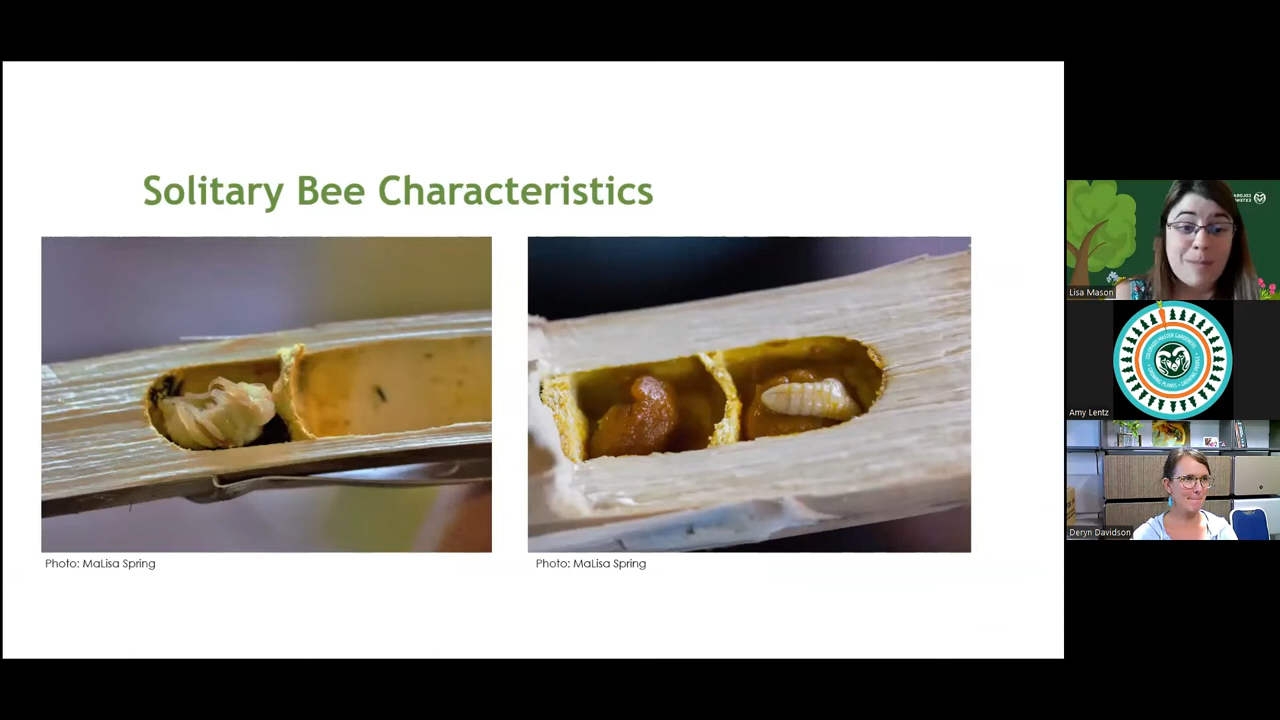 Solitary Bee Characteristics
Photo: MaLisa Spring
Photo: MaLisa Spring
Lisa Mason
Amy Lentz
Deryn Davidson